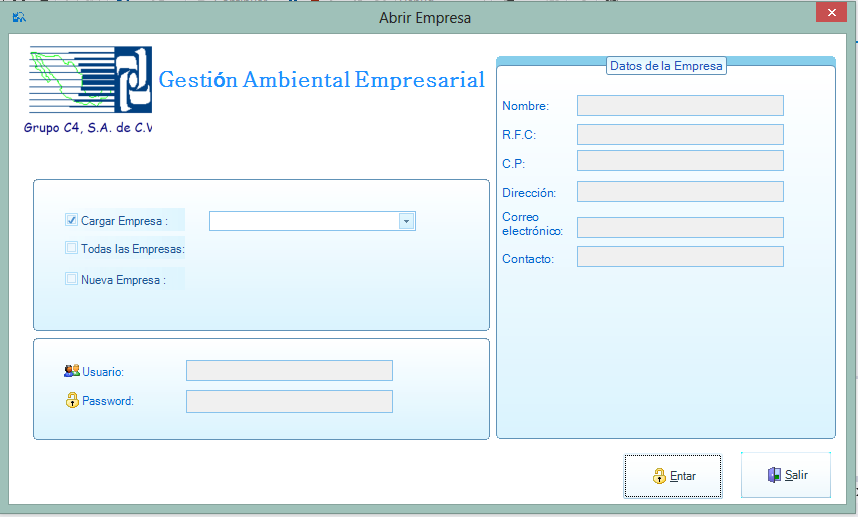 Abrir Empresa
Gestión Ambiental Empresarial
Grupo C4, S.A. de C.V
Datos de la Empresa
Nombre:
R.F.C:
C.P:
Dirección:
Correo
electrónico:
Contacto:
Cargar Empresa :
Todas las Empresas:
Nueva Empresa :
Usuario:
Password:
Entar
Salir